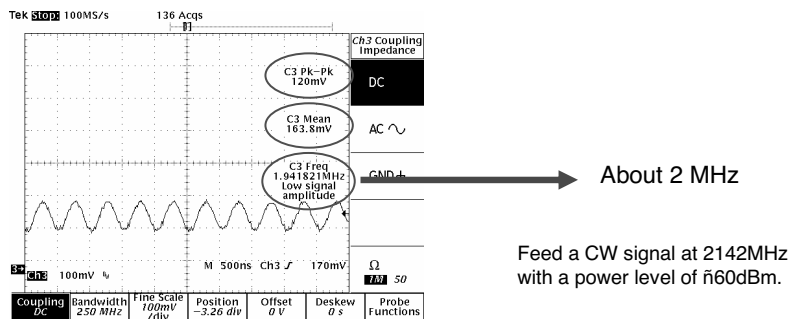 Tek Stop: 100MS/s 136 Acqs
Ch3 Coupling
Impedance
C3 Pk–Pk
120mV
DC
C3 Mean
163.8mV
AC
C3 Freq
1.941821MHz
Low signal
amplitude
GND
About 2 MHz
Feed a CW signal at 2142MHz
with a power level of ñ60dBm.
M 500ns Ch3 170mV
Ω
1M 50
3
Ch3 100mV
Coupling
DC
Bandwidth
250 MHz
Fine Scale
100mV
/div
Position
−3.26 div
Offset
0 V
Deskew
0 s
Probe
Functions